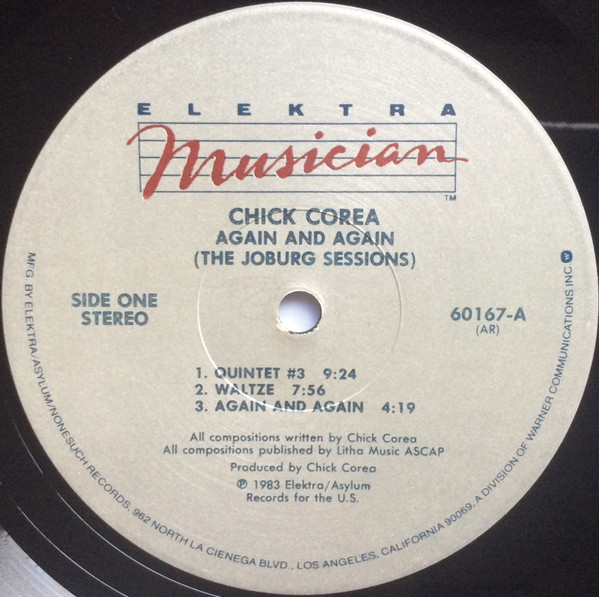 ELEKTRA
Musician
TM
CHICK COREA
AGAIN AND AGAIN
(THE JOBURG SESSIONS)
SIDE ONE
STEREO
60167-A
(AR)
1. QUINTET #3 9:24
2. WALTZE 7:56
3. AGAIN AND AGAIN 4:19
All compositions written by Chick Corea
All compositions published by Litha Music ASCAP
Produced by Chick Corea
℗ 1983 Elektra/Asylum
Records for the U.S.
MFG. BY ELEKTRA/ASYLUM/NONESUCH RECORDS, 962 NORTH LA CIENEGA BLVD., LOS ANGELES, CALIFORNIA 90069. A DIVISION OF WARNER COMMUNICATIONS INC.